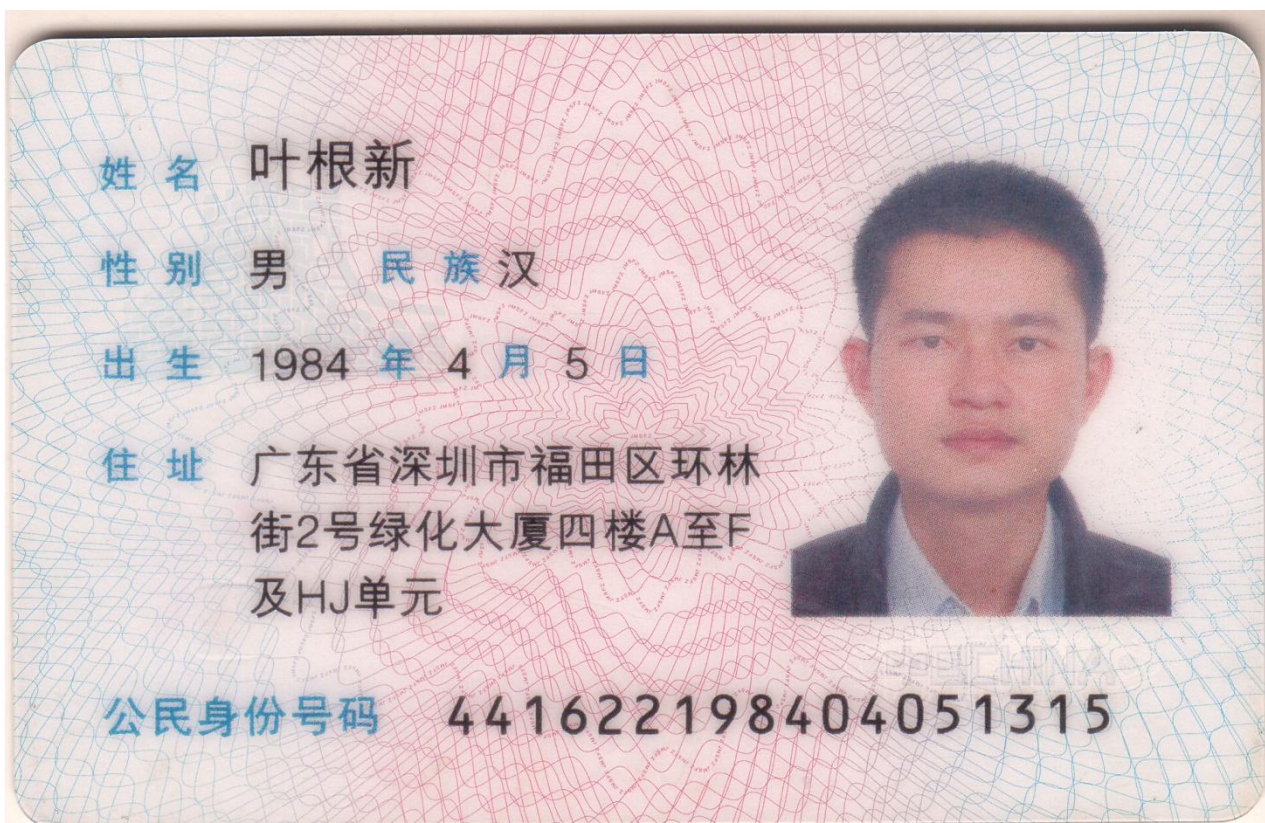 姓名 叶根新
性别 男 民族 汉
出生 1984 年 4 月 5 日
住址 广东省深圳市福田区环林
街2号绿化大厦四楼A至F
及HJ单元
公民身份号码 441622198404051315